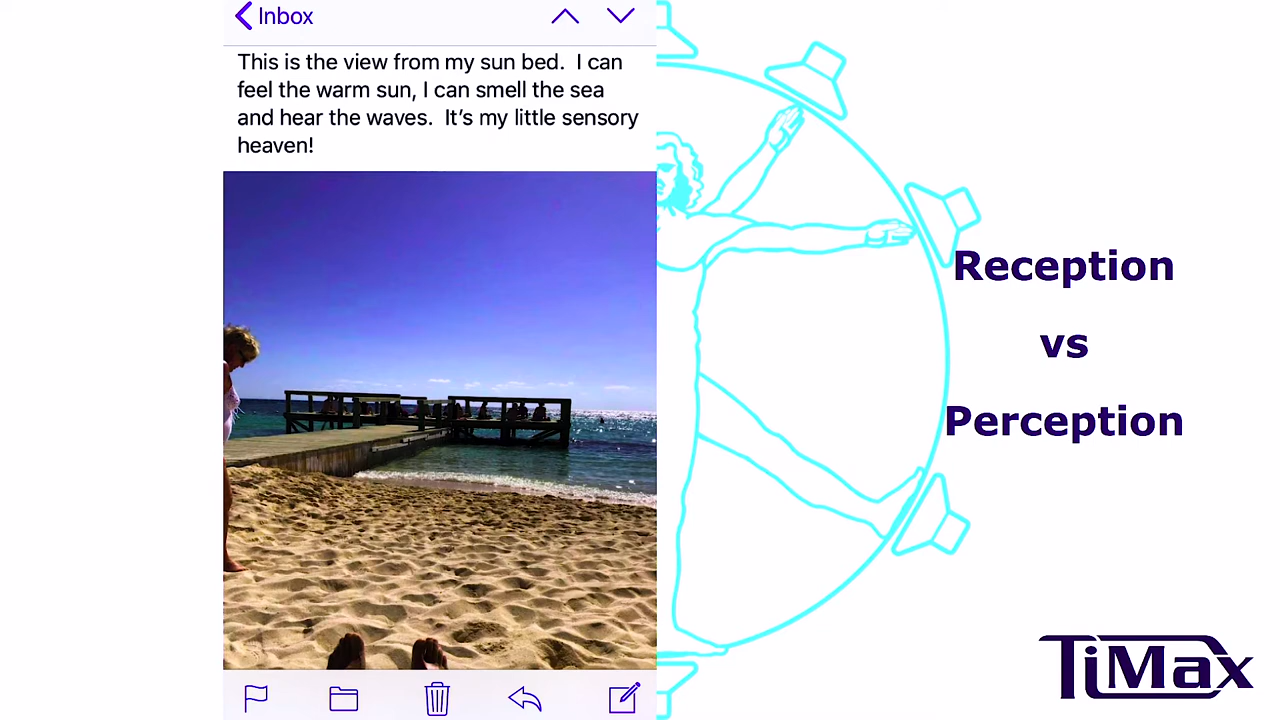 Inbox
This is the view from my sun bed.  I can
feel the warm sun, I can smell the sea
and hear the waves.  It’s my little sensory
heaven!
Reception
vs
Perception
TiMax